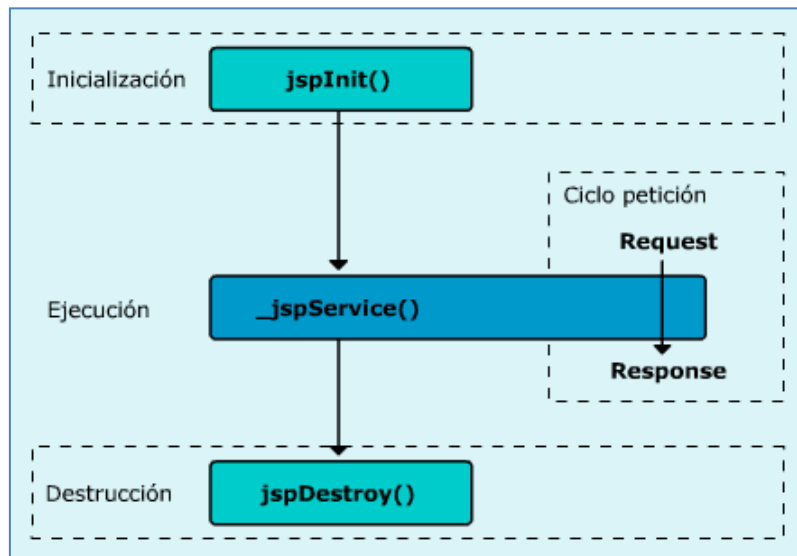 Inicialización
jspInit()
Ciclo petición
Request
Ejecución
_jspService()
Response
Destrucción
jspDestroy()